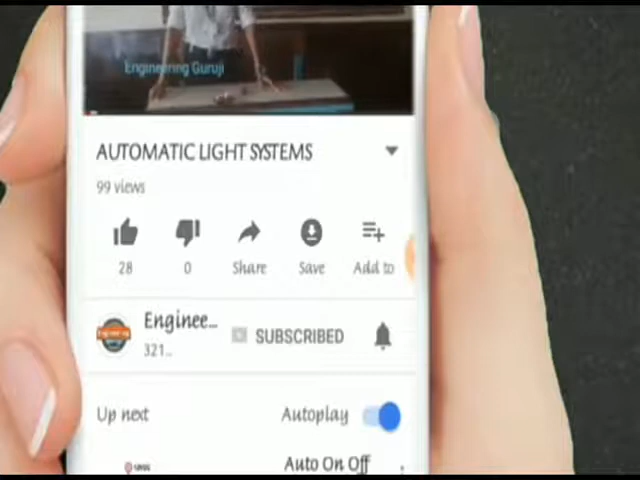 Engineering Guruji
AUTOMATIC LIGHT SYSTEMS
99 views
28
0
Share
Save
Add to
Enginee...
SUBSCRIBED
321..
Up next
Autoplay
Auto On Off